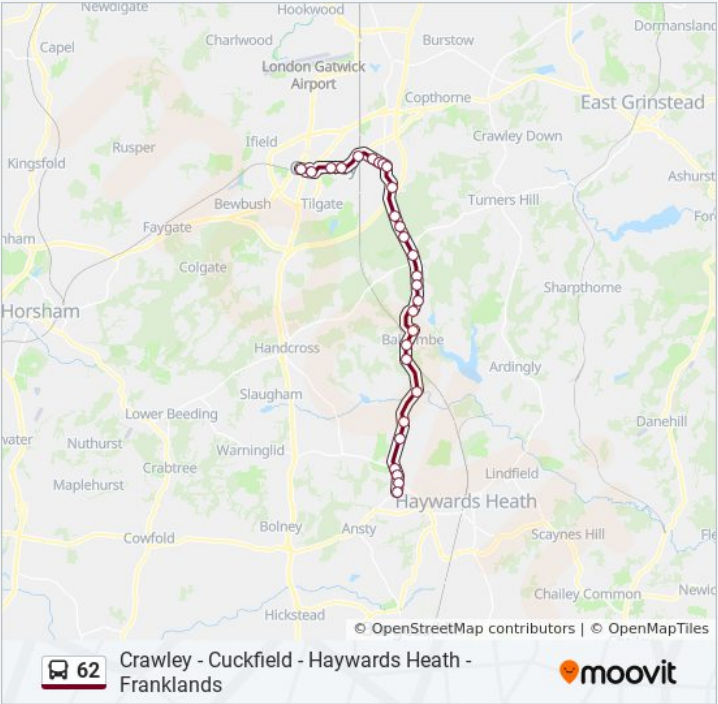 Newdigate
Hookwood
Dormansland
Capel
Charlwood
Burstow
London Gatwick
Airport
Copthorne
East Grinstead
Ifield
Crawley Down
Rusper
Kingsfold
Ashurst
Bewbush
Tilgate
Turners Hill
Faygate
nham
Colgate
Sharpthorne
Horsham
Handcross
Ardingly
Slaugham
Lower Beeding
Danehill
water
Nuthurst
Warninglid
Crabtree
Lindfield
Maplehurst
Haywards Heath
Bolney
Ansty
Scaynes Hill
Cowfold
Chailey Common
Hickstead
© OpenStreetMap contributors | © OpenMapTiles
62
Crawley - Cuckfield - Haywards Heath -
Franklands
moovit